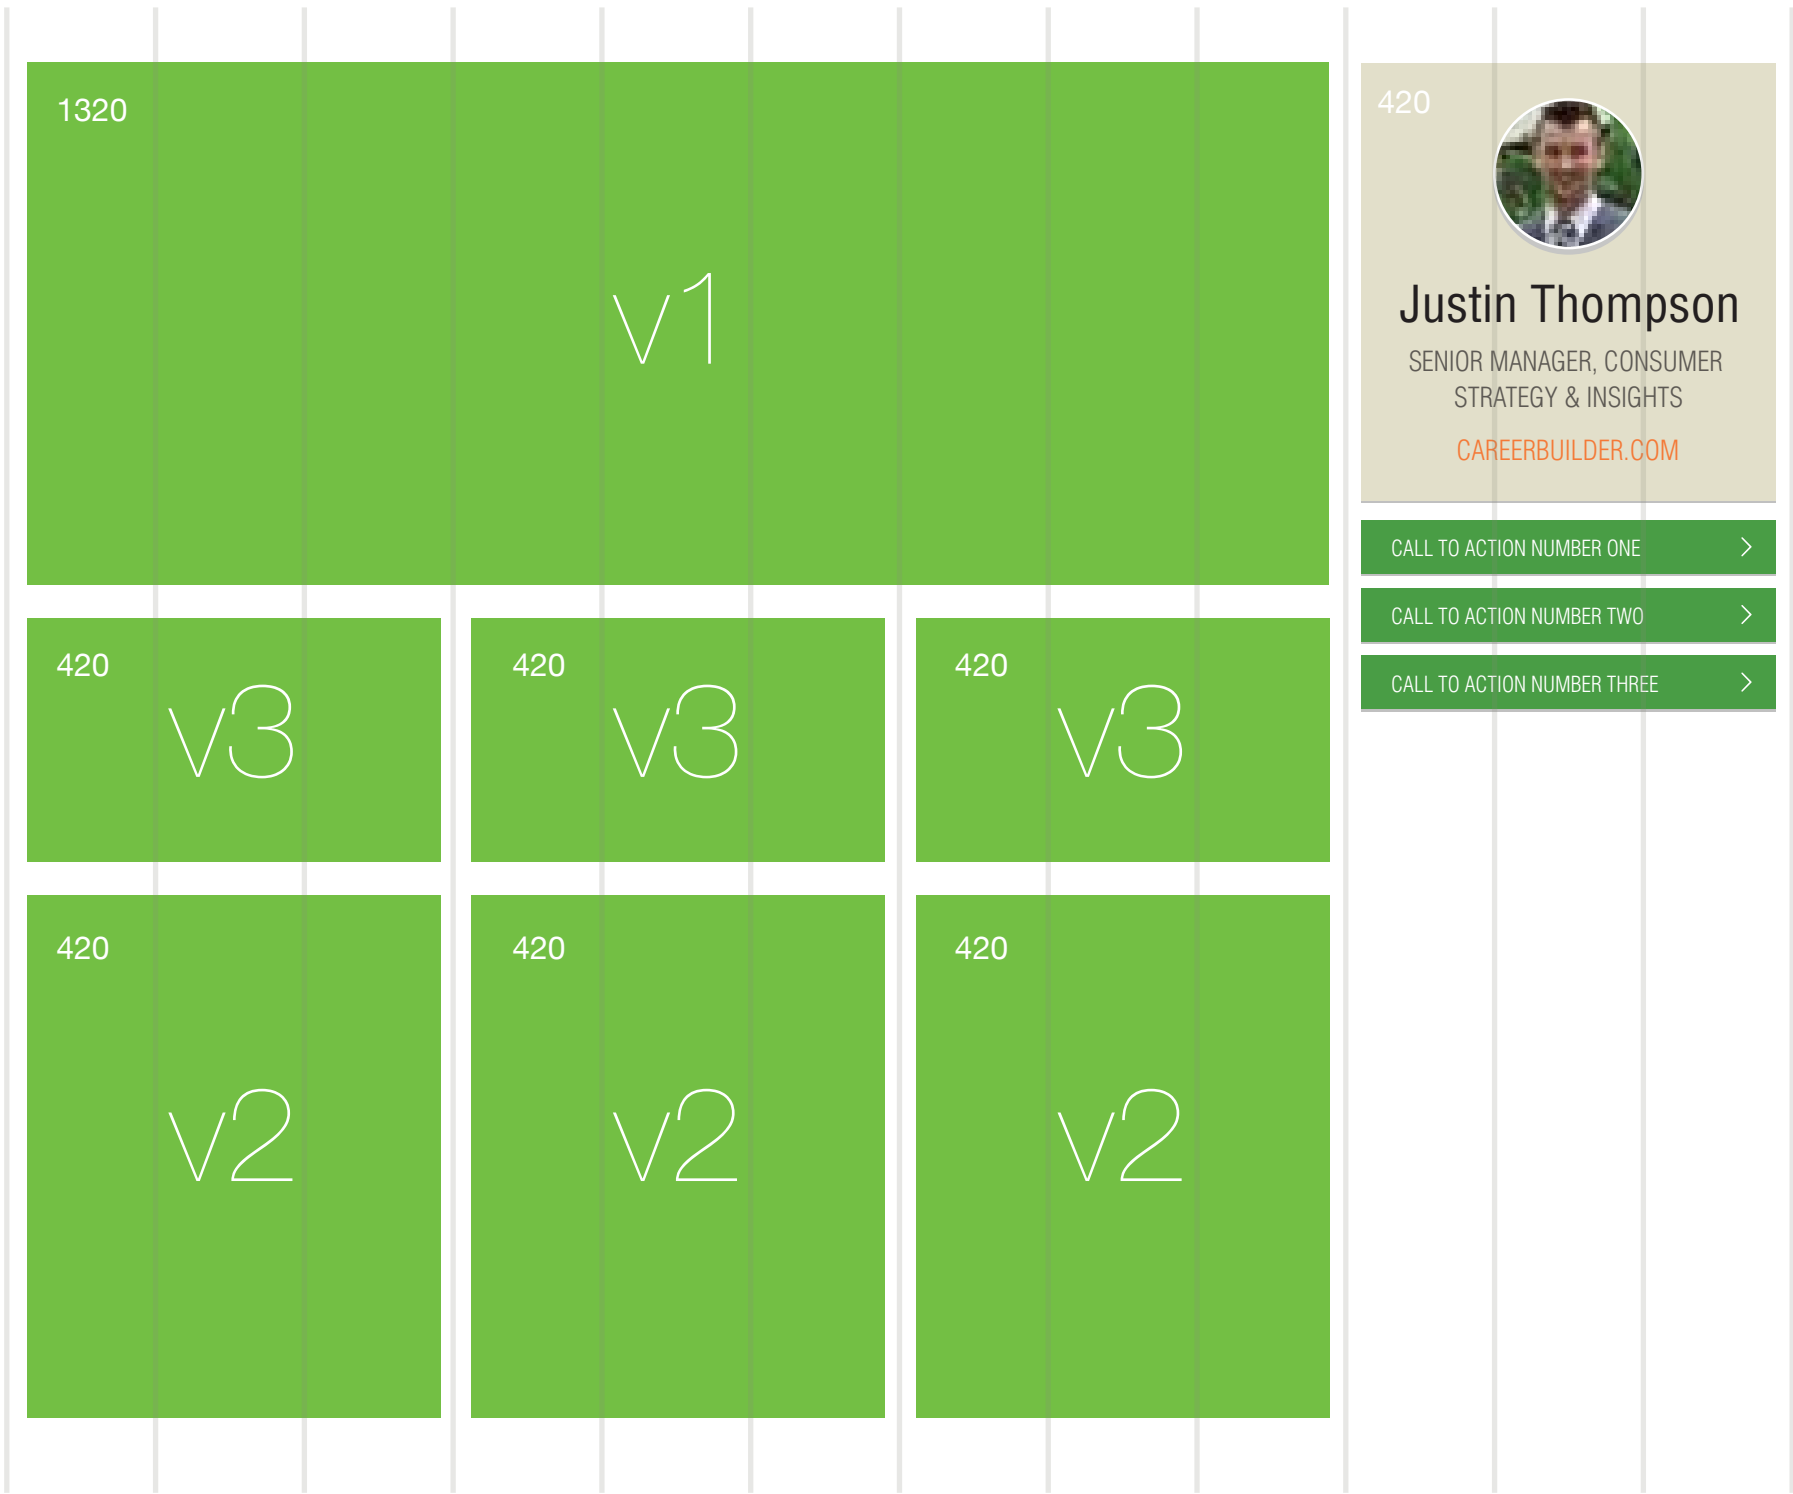 1320
v1
420
Justin Thompson
SENIOR MANAGER, CONSUMER
STRATEGY & INSIGHTS
CAREERBUILDER.COM
CALL TO ACTION NUMBER ONE
CALL TO ACTION NUMBER TWO
CALL TO ACTION NUMBER THREE
420
v3
420
v3
420
v3
420
v2
420
v2
420
v2